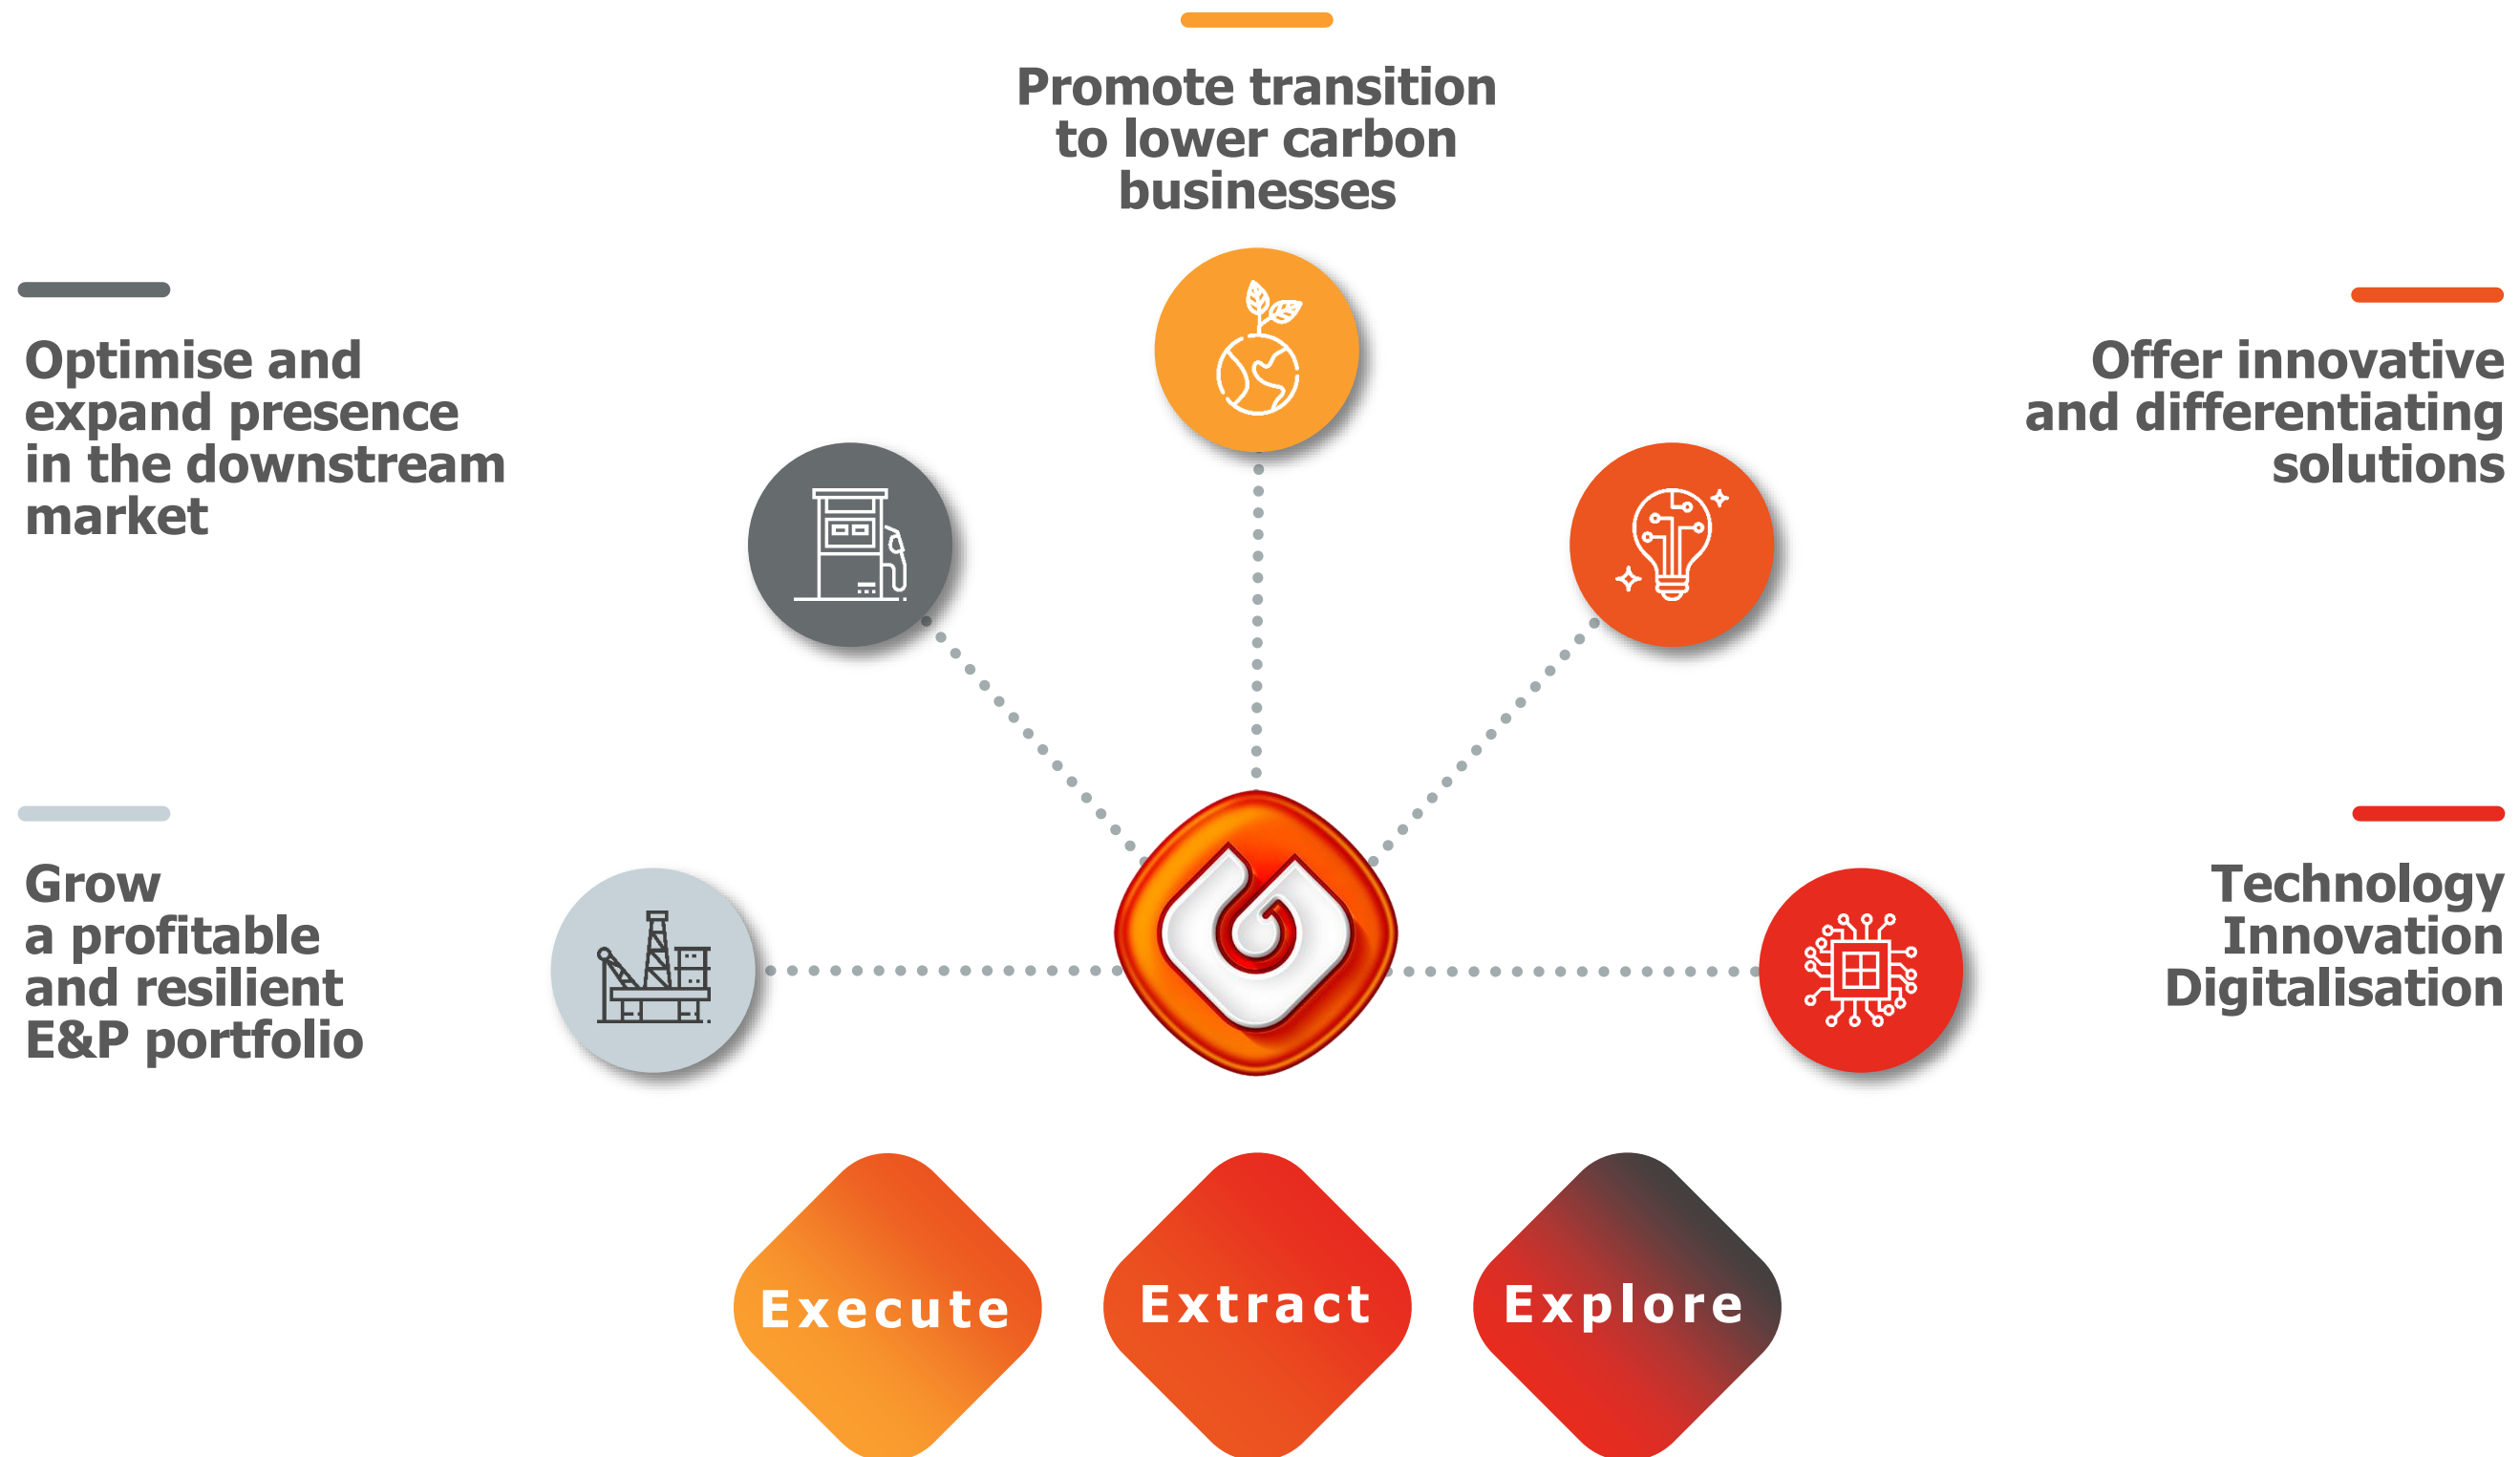 Promote transition
to lower carbon
businesses
Optimise and
expand presence
in the downstream
market
Offer innovative
and differentiating
solutions
Grow
a profitable
and resilient
E&P portfolio
Technology
Innovation
Digitalisation
Execute
Extract
Explore